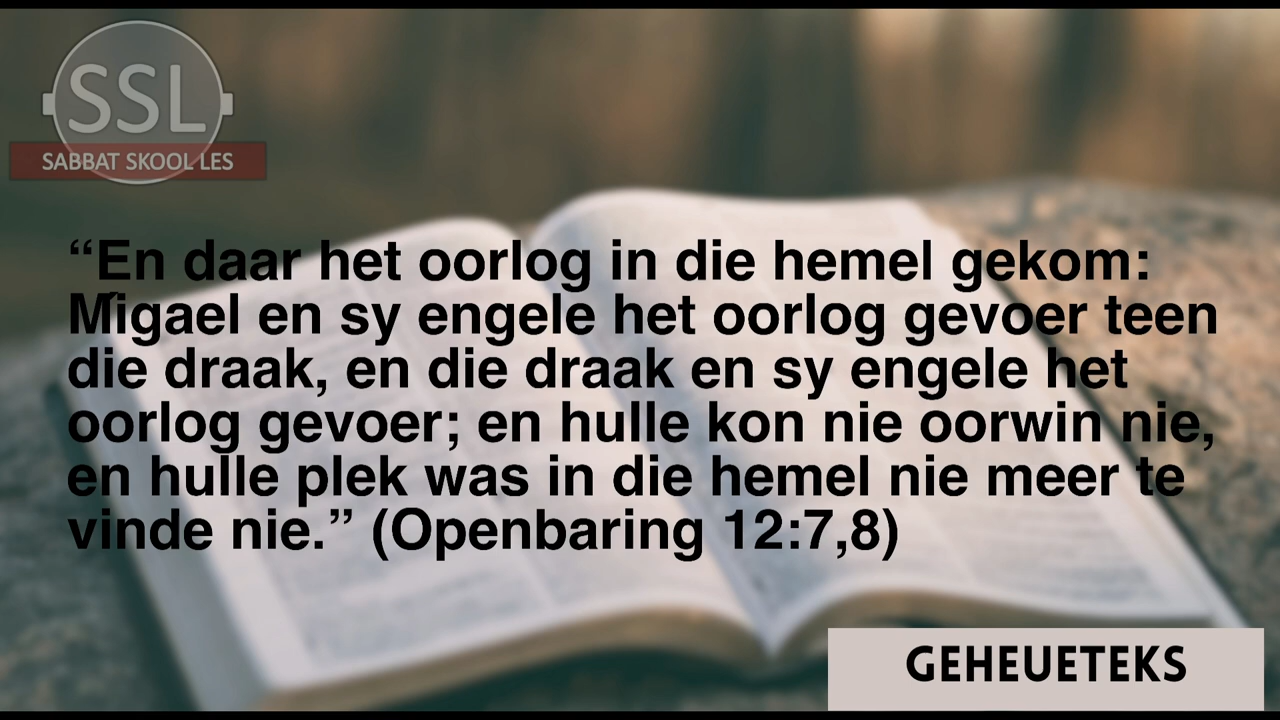 SSL
SABBAT SKOOL LES
“En daar het oorlog in die hemel gekom:
Mígael en sy engele het oorlog gevoer teen
die draak, en die draak en sy engele het
oorlog gevoer; en hulle kon nie oorwin nie,
en hulle plek was in die hemel nie meer te
vinde nie.” (Openbaring 12:7,8)
GEHEUETEKS